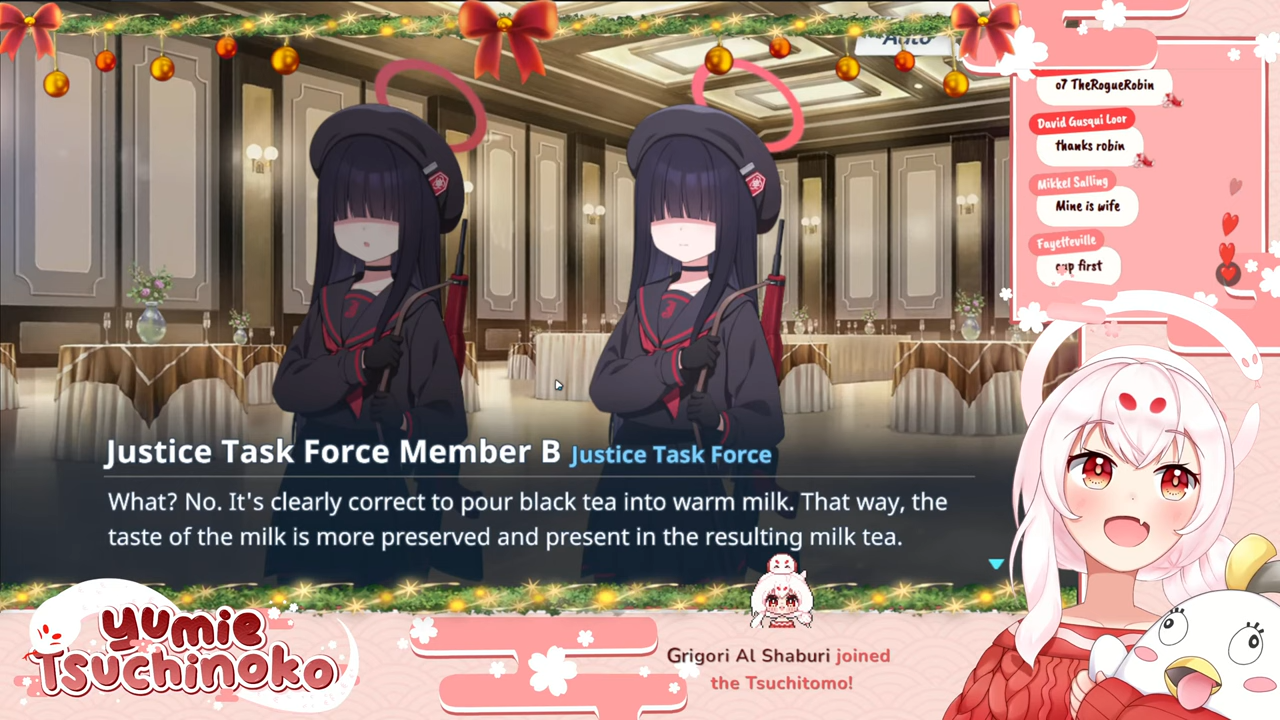 Auto
o7 TheRogueRobin
David Gusqui Loor
thanks robin
Mikkel Salling
Mine is wife
Fayetteville
cup first
Justice Task Force Member B Justice Task Force
What? No. It's clearly correct to pour black tea into warm milk. That way, the
taste of the milk is more preserved and present in the resulting milk tea.
yumie
Tsuchinoko
Grigori Al Shaburi joined
the Tsuchitomo!